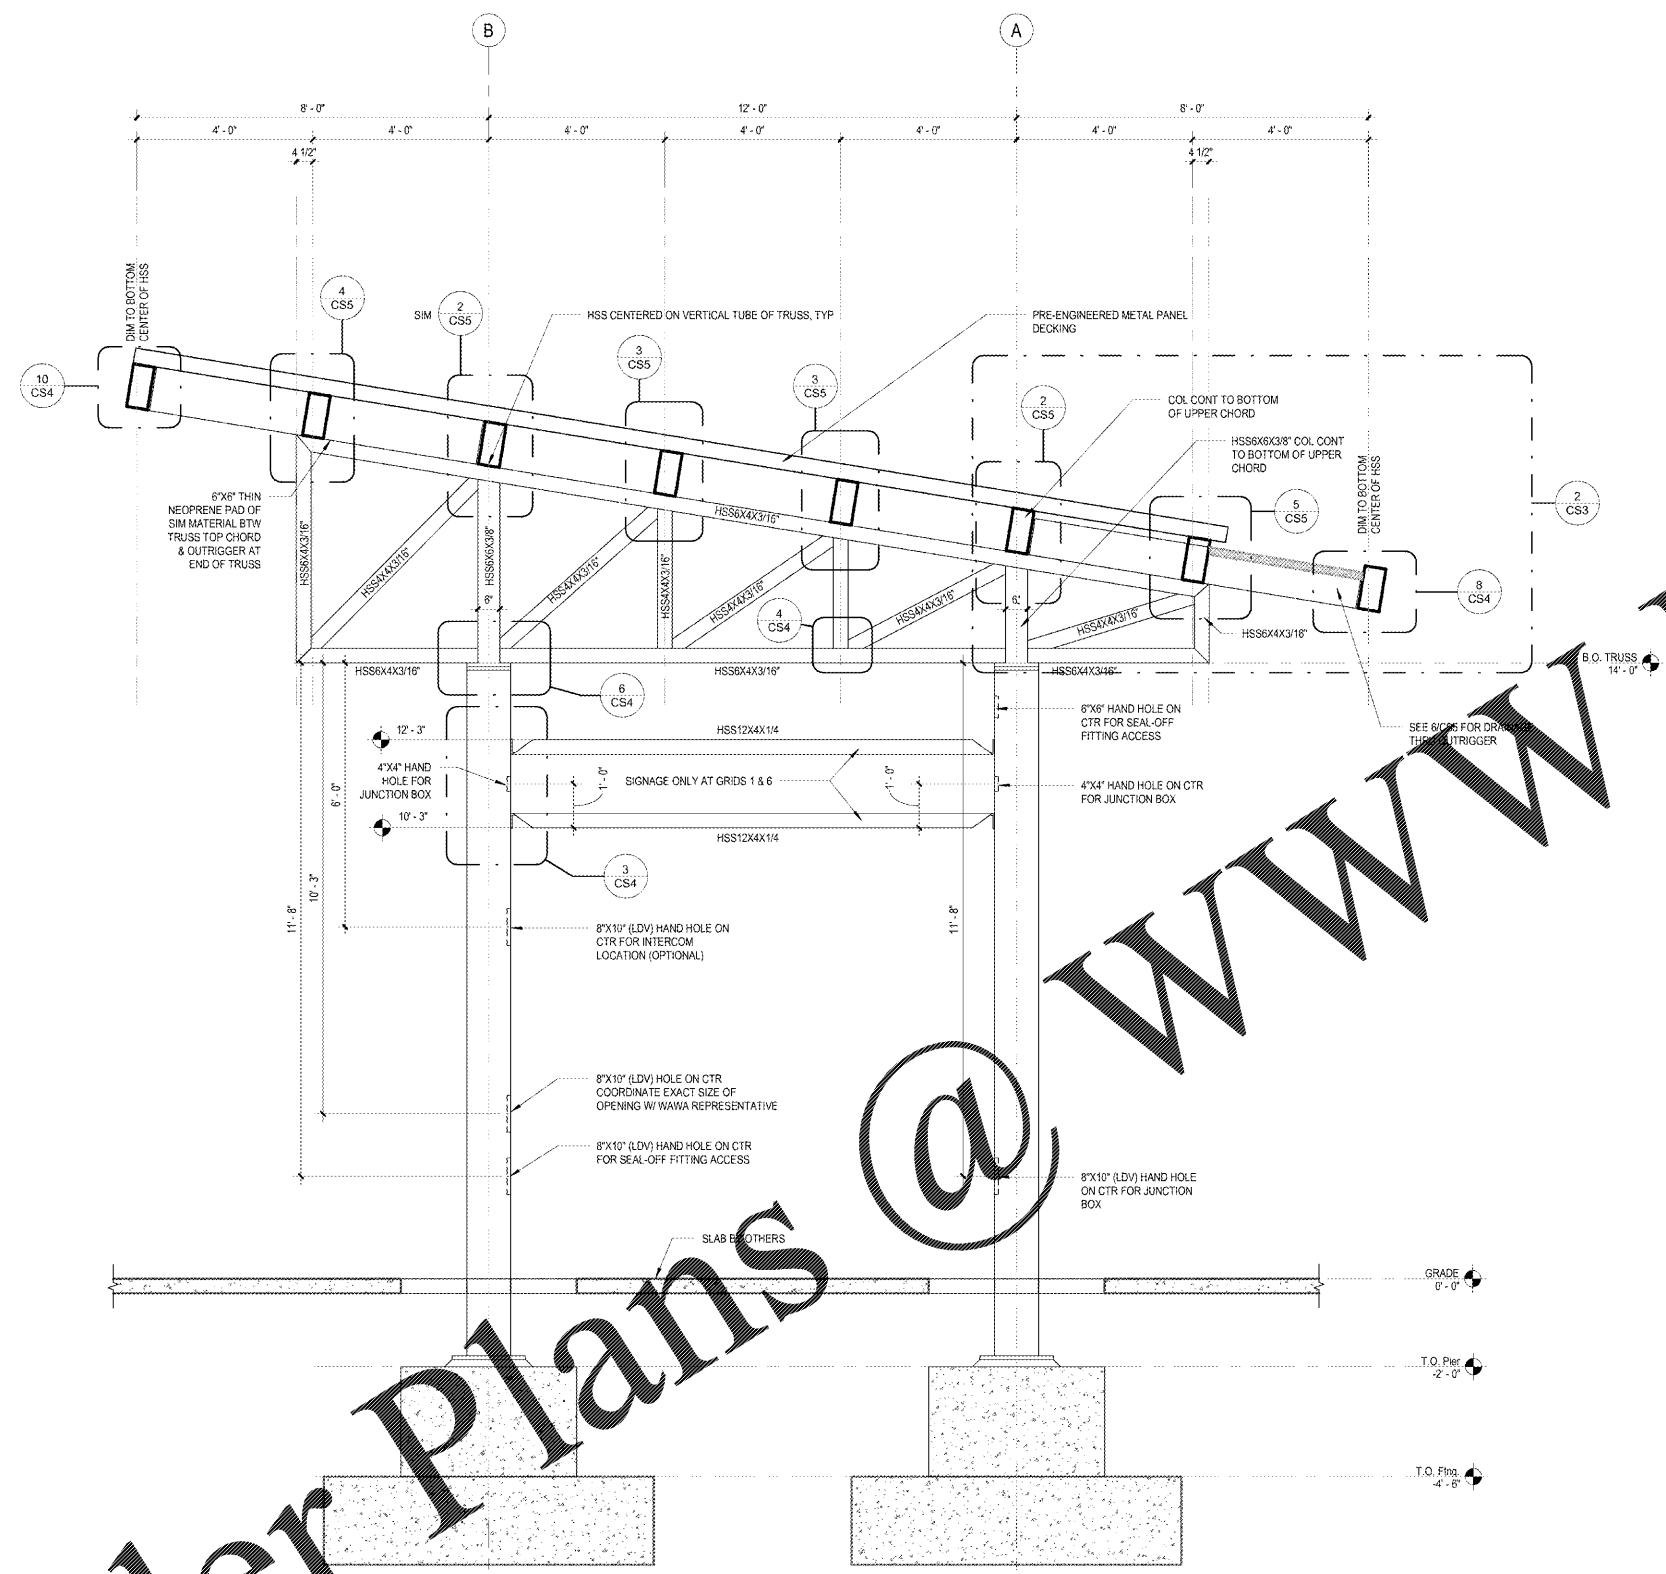 B
A
8' - 0"
12' - 0"
8' - 0"
4' - 0"
4' - 0"
4' - 0"
4' - 0"
4' - 0"
4' - 0"
4' - 0"
4 1/2"
4 1/2"
DIM TO BOTTOM
CENTER OF HSS
4
CS5
SIM
2
CS5
HSS CENTERED ON VERTICAL TUBE OF TRUSS, TYP
PRE-ENGINEERED METAL PANEL
DECKING
3
CS5
3
CS5
10
CS4
2
CS5
COL CONT TO BOTTOM
OF UPPER CHORD
HSS6X6X3/8" COL CONT
TO BOTTOM OF UPPER
CHORD
DIM TO BOTTOM
CENTER OF HSS
2
CS3
5
CS5
6"X6" THIN
NEOPRENE PAD OF
SIM MATERIAL BTW
TRUSS TOP CHORD
& OUTRIGGER AT
END OF TRUSS
HSS6X4X3/16"
HSS6X4X3/16"
HSS4X4X3/16"
HSS6X6X3/8"
HSS4X4X3/16"
HSS4X4X3/16"
HSS4X4X3/16"
HSS4X4X3/16"
HSS4X4X3/16"
6"
6"
4
CS4
8
CS4
HSS6X4X3/16"
HSS6X4X3/16"
HSS6X4X3/16"
HSS6X4X3/16"
B.O. TRUSS
14' - 0"
6
CS4
6"X6" HAND HOLE ON
CTR FOR SEAL-OFF
FITTING ACCESS
SEE 6/CS5 FOR DRAINAGE
THRU OUTRIGGER
12' - 3"
HSS12X4X1/4
4"X4" HAND
HOLE FOR
JUNCTION BOX
1' - 0"
SIGNAGE ONLY AT GRIDS 1 & 6
1' - 0"
4"X4" HAND HOLE ON CTR
FOR JUNCTION BOX
6' - 0"
10' - 3"
HSS12X4X1/4
3
CS4
10' - 3"
11' - 8"
11' - 8"
8"X10" (LDV) HAND HOLE ON
CTR FOR INTERCOM
LOCATION (OPTIONAL)
8"X10" (LDV) HOLE ON CTR
COORDINATE EXACT SIZE OF
OPENING W/ WAWA REPRESENTATIVE
8"X10" (LDV) HAND HOLE ON CTR
FOR SEAL-OFF FITTING ACCESS
8"X10" (LDV) HAND HOLE
ON CTR FOR JUNCTION
BOX
SLAB BY OTHERS
GRADE
0' - 0"
T.O. Pier
-2' - 0"
T.O. Ftng.
-4' - 6"
Plans @ www